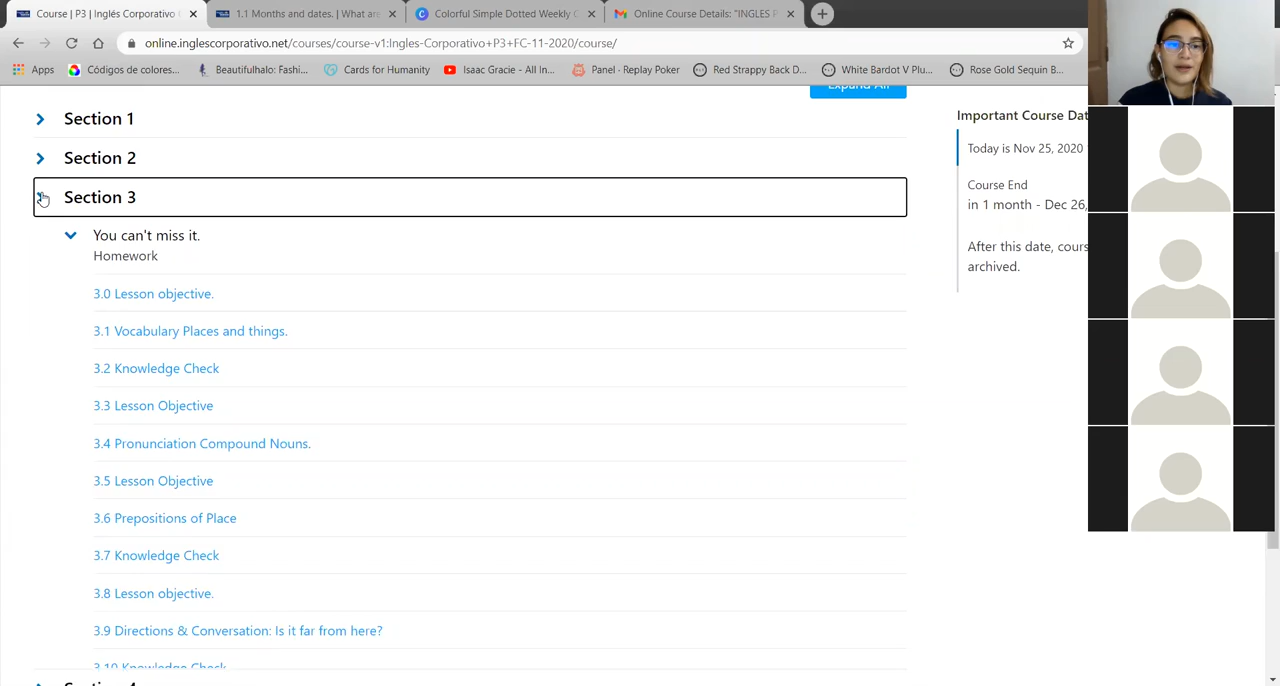 Course | P3 | Inglés Corporativo
1.1 Months and dates. | What are
Colorful Simple Dotted Weekly C
Online Course Details: "INGLES P
online.inglescorporativo.net/courses/course-v1:Ingles-Corporativo+P3+FC-11-2020/course/
Apps
Códigos de colores...
Beautifulhalo: Fashi...
Cards for Humanity
Isaac Gracie - All In...
Panel · Replay Poker
Red Strappy Back D...
White Bardot V Plu...
Rose Gold Sequin B...
Expand All
Section 1
Section 2
Section 3
You can't miss it.
Homework
3.0 Lesson objective.
3.1 Vocabulary Places and things.
3.2 Knowledge Check
3.3 Lesson Objective
3.4 Pronunciation Compound Nouns.
3.5 Lesson Objective
3.6 Prepositions of Place
3.7 Knowledge Check
3.8 Lesson objective.
3.9 Directions & Conversation: Is it far from here?
3.10 Knowledge Check
Section 4
Important Course Dat
Today is Nov 25, 2020
Course End
in 1 month - Dec 26,
After this date, cours
archived.